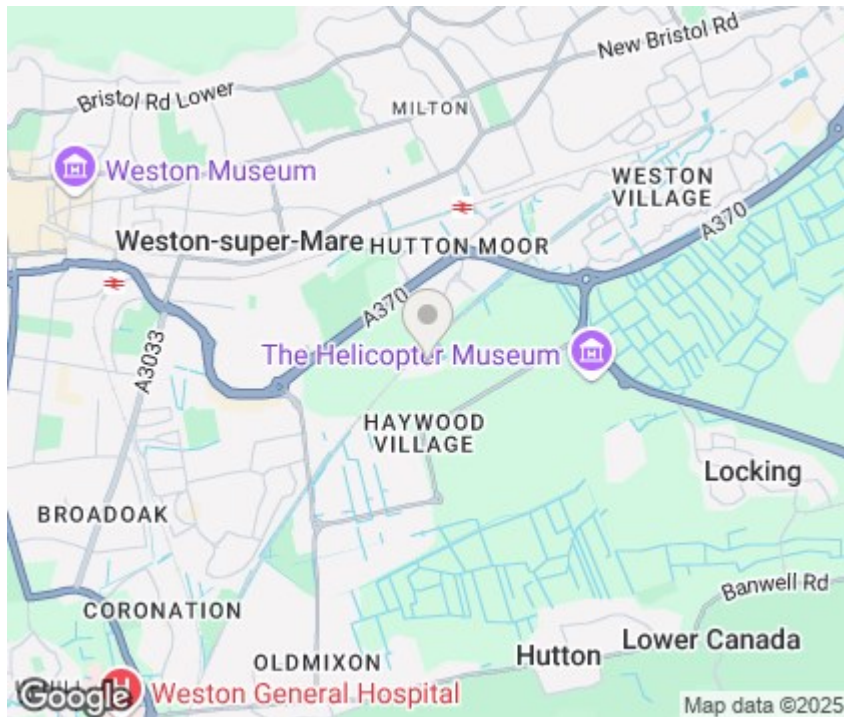 New Bristol Rd
Bristol Rd Lower
MILTON
Weston Museum
WESTON
VILLAGE
A370
Weston-super-Mare
HUTTON MOOR
A370
A3033
The Helicopter Museum
HAYWOOD
VILLAGE
Locking
BROADOAK
Banwell Rd
CORONATION
Lower Canada
Hutton
OLDMIXON
H
Weston General Hospital
Google
Map data ©2025